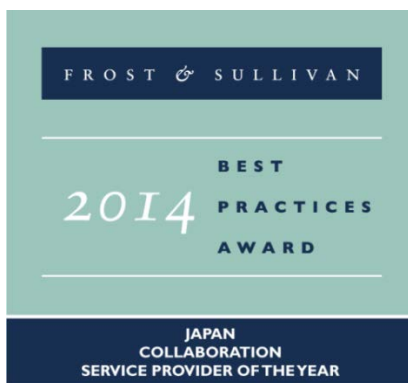 FROST & SULLIVAN
BEST
2014 PRACTICES
AWARD
JAPAN
COLLABORATION
SERVICE PROVIDER OF THE YEAR